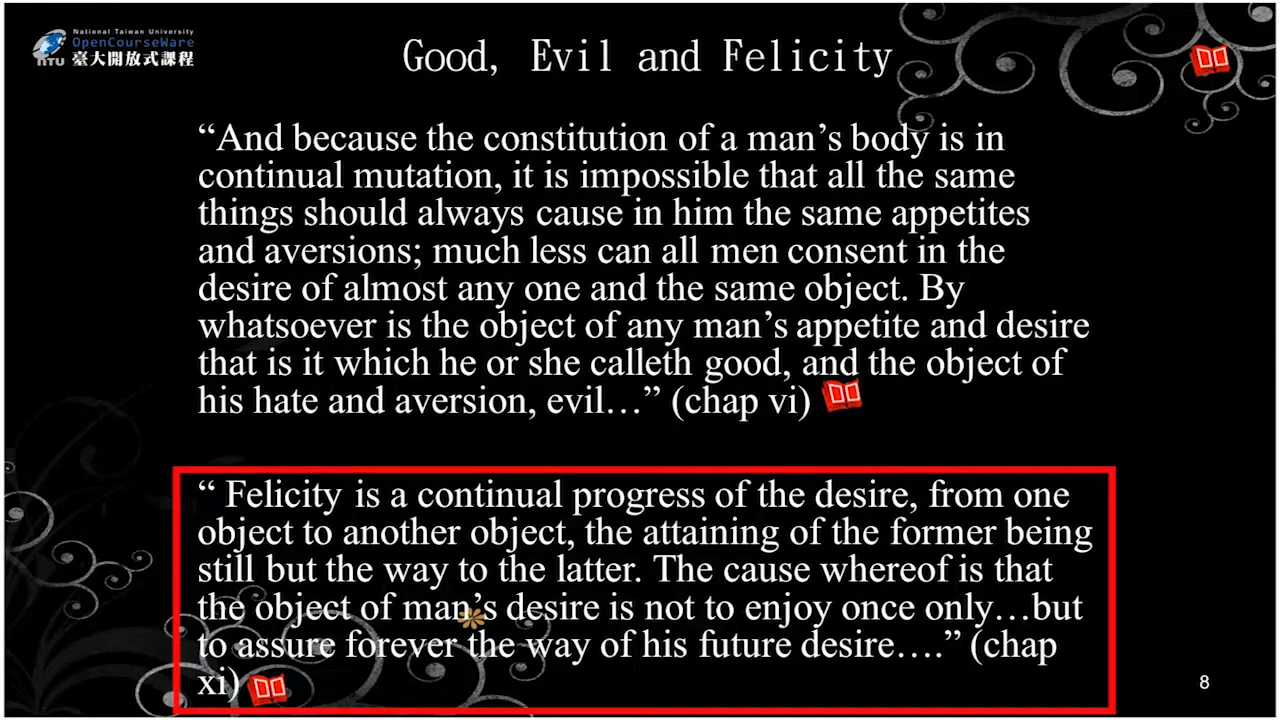 National Taiwan University
OpenCourseWare
NTU 臺大開放式課程
Good, Evil and Felicity
“And because the constitution of a man’s body is in
continual mutation, it is impossible that all the same
things should always cause in him the same appetites
and aversions; much less can all men consent in the
desire of almost any one and the same object. By
whatsoever is the object of any man’s appetite and desire
that is it which he or she calleth good, and the object of
his hate and aversion, evil…” (chap vi)
“ Felicity is a continual progress of the desire, from one
object to another object, the attaining of the former being
still but the way to the latter. The cause whereof is that
the object of man’s desire is not to enjoy once only…but
to assure forever the way of his future desire….” (chap
xi)
8